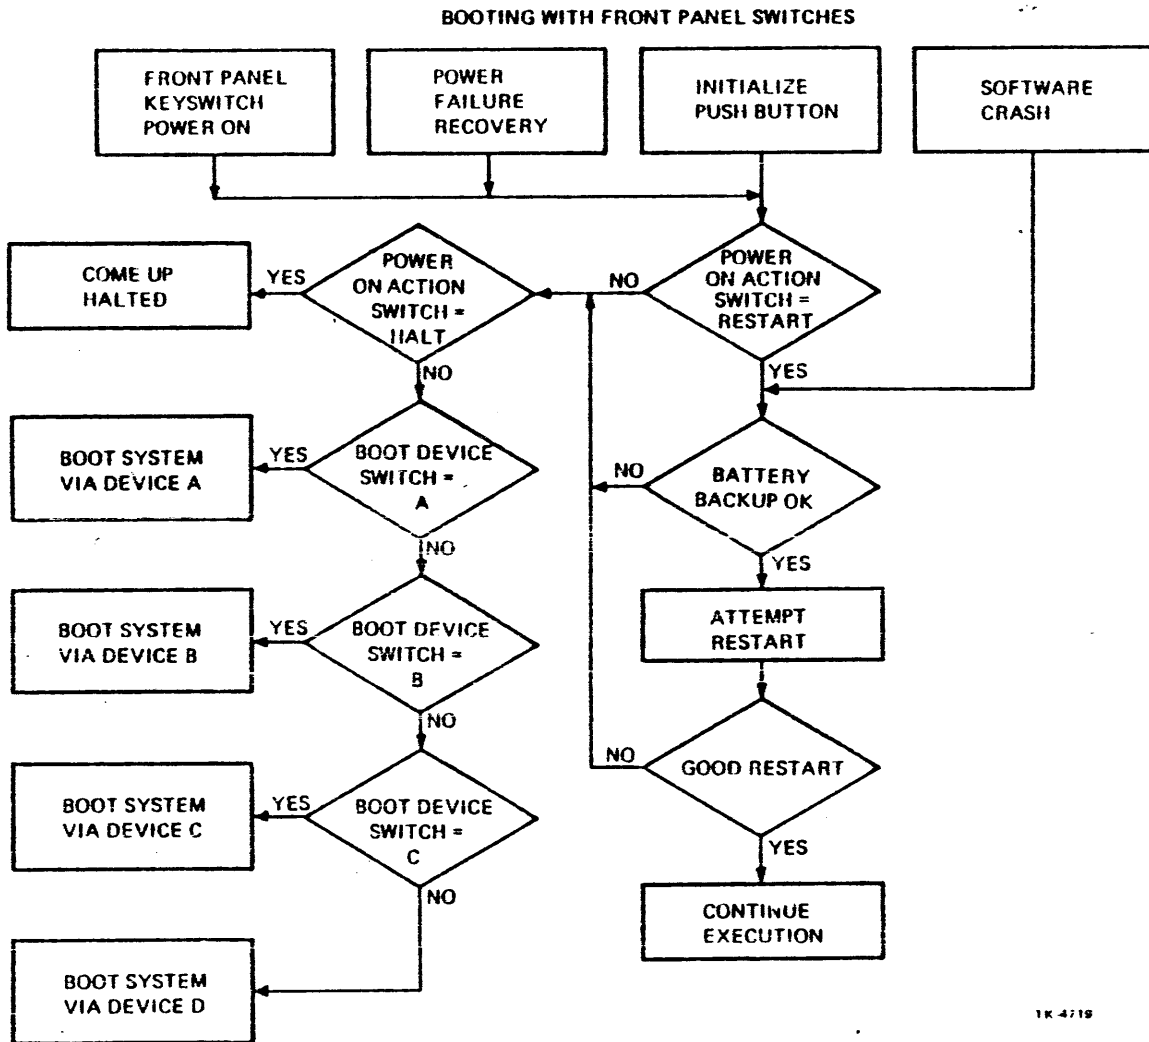 BOOTING WITH FRONT PANEL SWITCHES
FRONT PANEL
KEYSWITCH
POWER ON
POWER
FAILURE
RECOVERY
INITIALIZE
PUSH BUTTON
SOFTWARE
CRASH
COME UP
HALTED
YES
POWER
ON ACTION
SWITCH =
HALT
NO
POWER
ON ACTION
SWITCH =
RESTART
NO
YES
BOOT SYSTEM
VIA DEVICE A
YES
BOOT DEVICE
SWITCH =
A
NO
BATTERY
BACKUP OK
NO
YES
BOOT SYSTEM
VIA DEVICE B
YES
BOOT DEVICE
SWITCH =
B
ATTEMPT
RESTART
NO
NO
GOOD RESTART
BOOT SYSTEM
VIA DEVICE C
YES
BOOT DEVICE
SWITCH =
C
YES
NO
CONTINUE
EXECUTION
BOOT SYSTEM
VIA DEVICE D
TK-4719